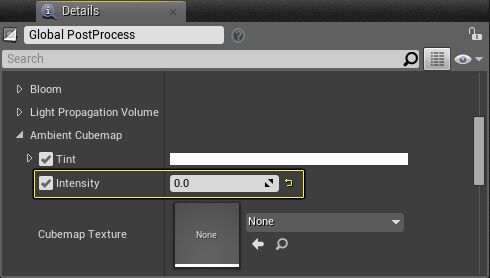 Details
Global PostProcess
Search
Bloom
Light Propagation Volume
Ambient Cubemap
Tint
Intensity 0.0
Cubemap Texture None None